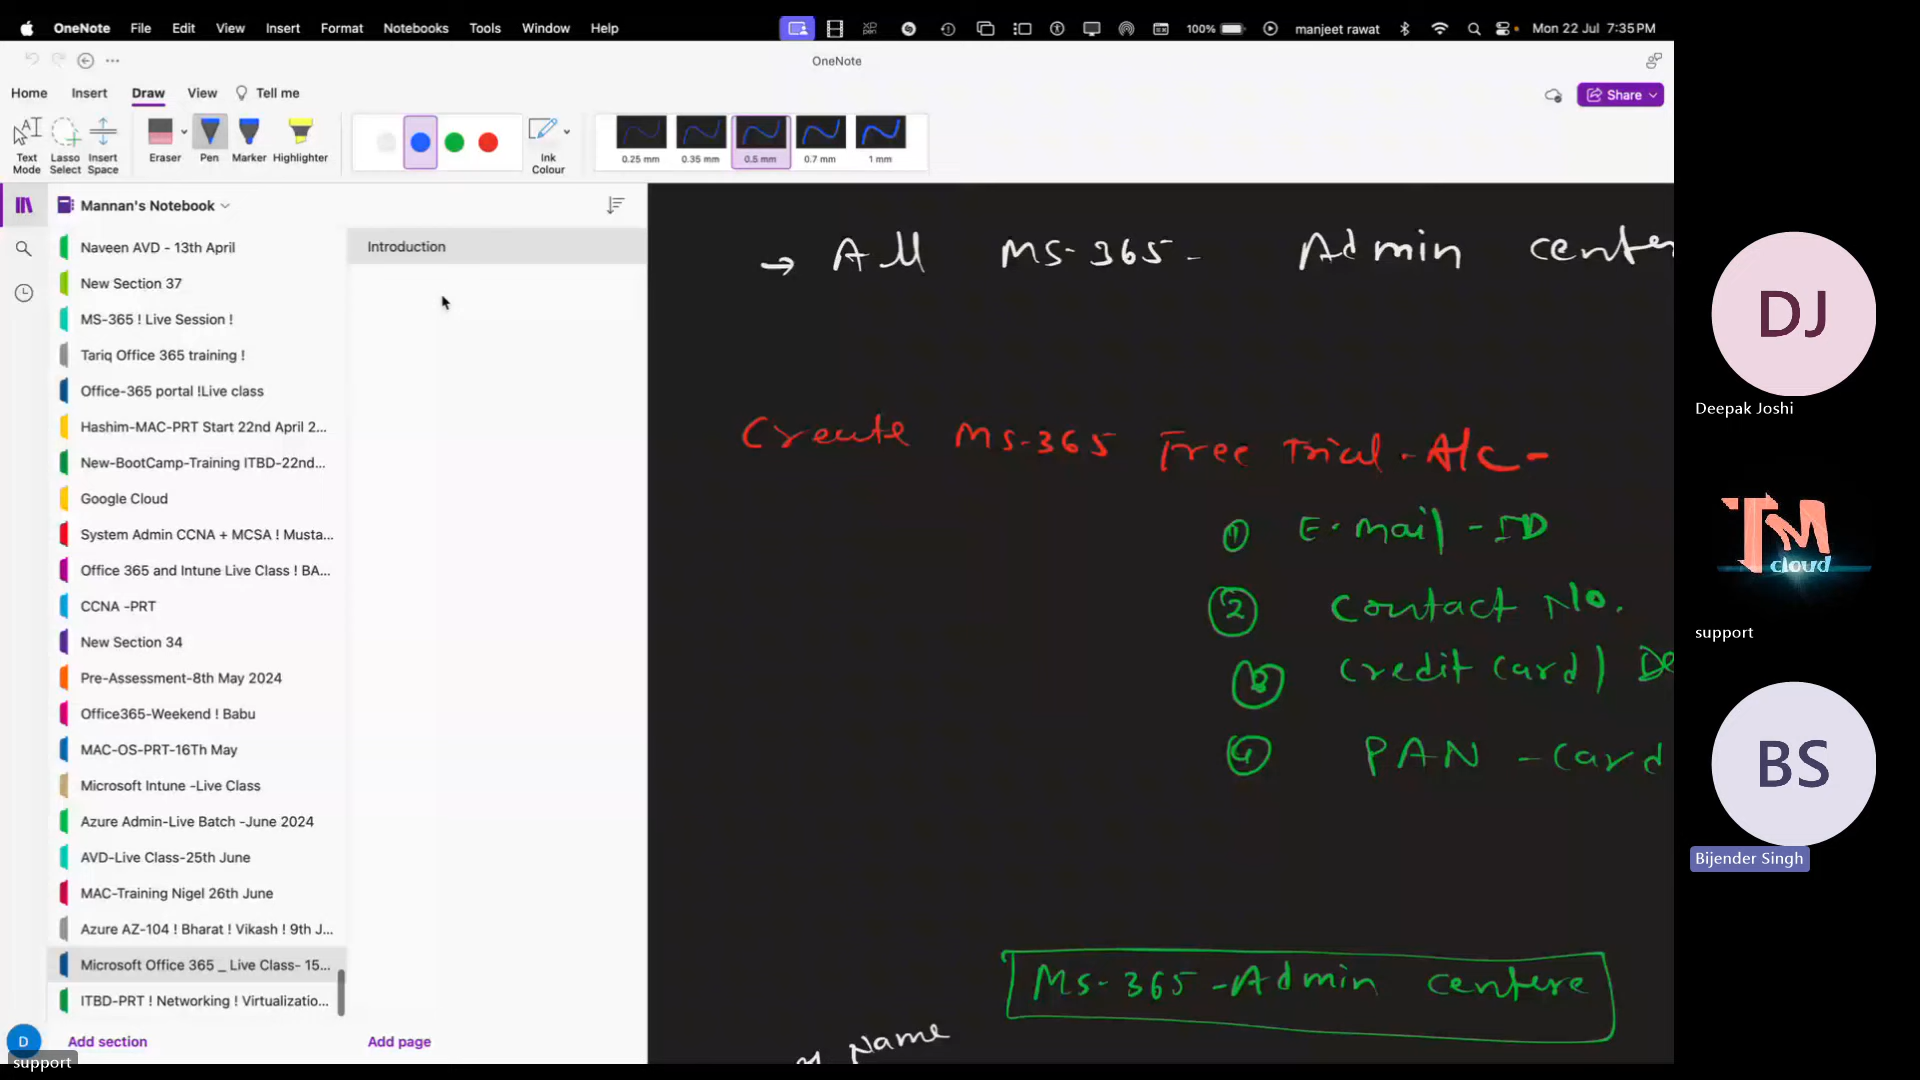 OneNote File Edit View Insert Format Notebooks Tools Window Help
100% manjeet rawat Mon 22 Jul 7:35 PM
OneNote
Home Insert Draw View Tell me
Share
Text Mode
Lasso Select
Insert Space
Eraser
Pen
Marker
Highlighter
Ink Colour
0.25 mm
0.35 mm
0.5 mm
0.7 mm
1 mm
Mannan's Notebook
Naveen AVD - 13th April
New Section 37
MS-365 ! Live Session !
Tariq Office 365 training !
Office-365 portal !Live class
Hashim-MAC-PRT Start 22nd April 2...
New-BootCamp-Training ITBD-22nd...
Google Cloud
System Admin CCNA + MCSA ! Musta...
Office 365 and Intune Live Class ! BA...
CCNA -PRT
New Section 34
Pre-Assessment-8th May 2024
Office365-Weekend ! Babu
MAC-OS-PRT-16Th May
Microsoft Intune -Live Class
Azure Admin-Live Batch -June 2024
AVD-Live Class-25th June
MAC-Training Nigel 26th June
Azure AZ-104 ! Bharat ! Vikash ! 9th J...
Microsoft Office 365 _ Live Class- 15...
ITBD-PRT ! Networking ! Virtualizatio...
Add section
Introduction
Add page
D
support
→ All MS-365- Admin center
Create MS-365 Free Trial - A/C -
① E-mail - ID
② Contact No.
③ Credit Card) De
④ PAN - Card
MS-365 -Admin centere
Name
DJ
Deepak Joshi
TM
cloud
support
BS
Bijender Singh